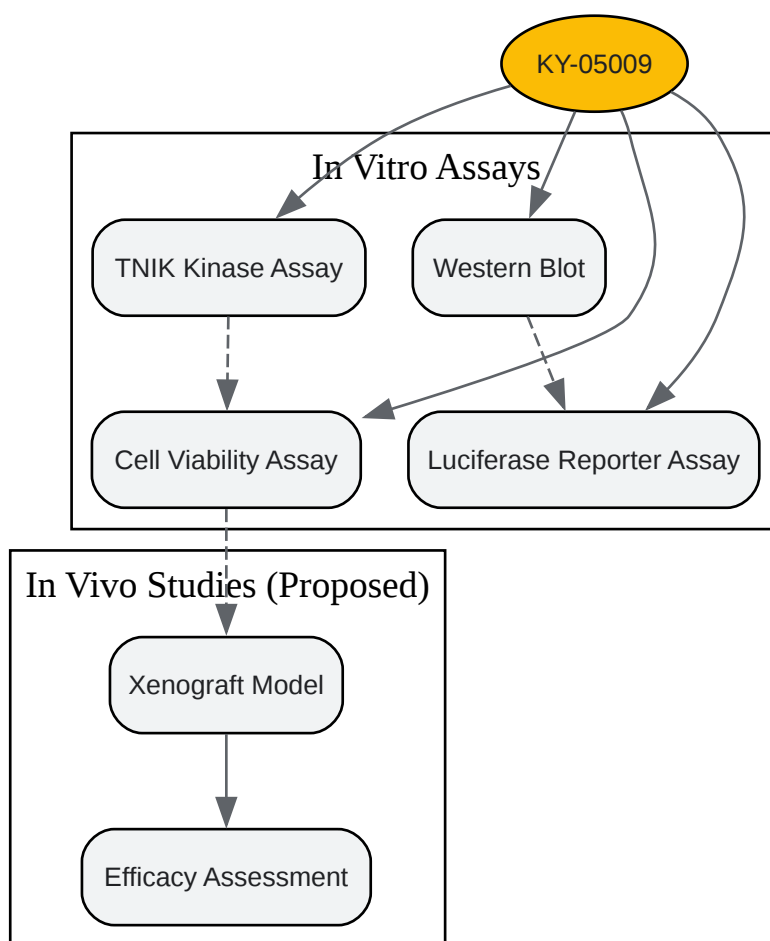 KY-05009
In Vitro Assays
TNIK Kinase Assay
Western Blot
Cell Viability Assay
Luciferase Reporter Assay
In Vivo Studies (Proposed)
Xenograft Model
Efficacy Assessment